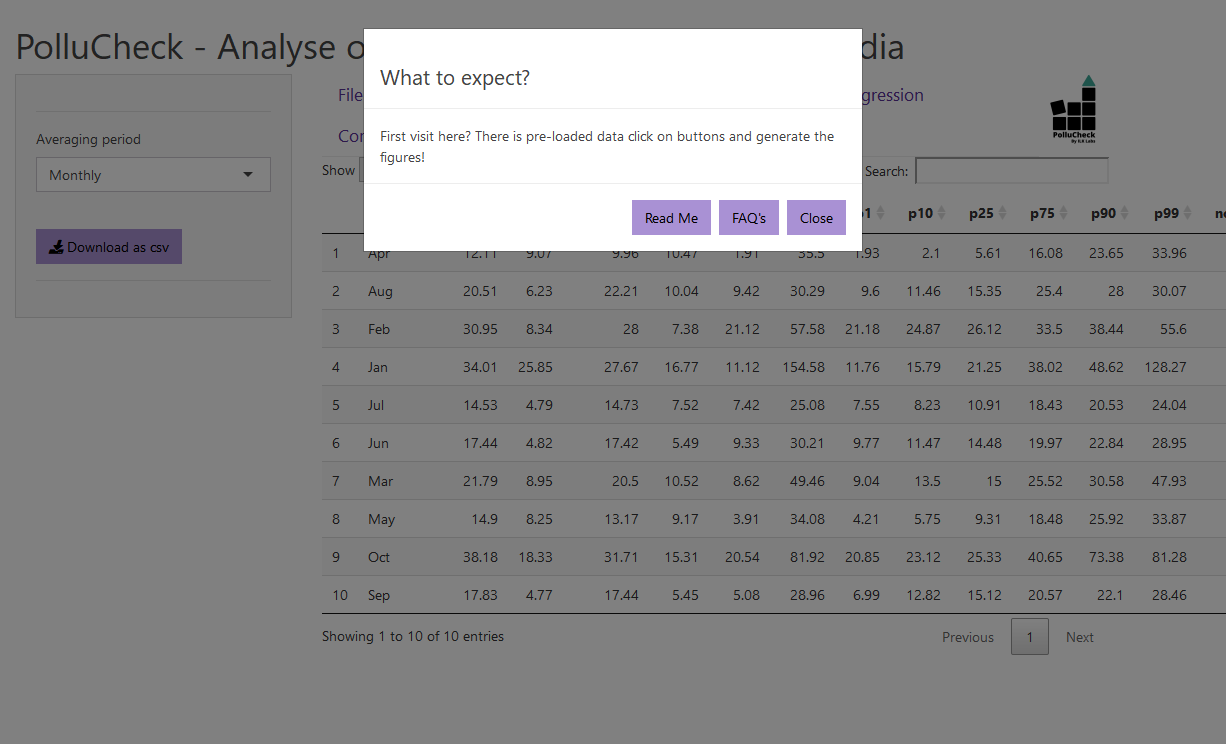 PolluCheck - Analyse o dia
What to expect?
First visit here? There is pre-loaded data click on buttons and generate the
figures!
Read Me FAQ's Close
File gression
Con
PolluCheck
By ILK Labs
Averaging period
Monthly
Download as csv
Show Search:
p10 p25 p75 p90 p99
1 Apr 12.11 9.07 9.96 10.47 1.91 35.5 1.93 2.1 5.61 16.08 23.65 33.96
2 Aug 20.51 6.23 22.21 10.04 9.42 30.29 9.6 11.46 15.35 25.4 28 30.07
3 Feb 30.95 8.34 28 7.38 21.12 57.58 21.18 24.87 26.12 33.5 38.44 55.6
4 Jan 34.01 25.85 27.67 16.77 11.12 154.58 11.76 15.79 21.25 38.02 48.62 128.27
5 Jul 14.53 4.79 14.73 7.52 7.42 25.08 7.55 8.23 10.91 18.43 20.53 24.04
6 Jun 17.44 4.82 17.42 5.49 9.33 30.21 9.77 11.47 14.48 19.97 22.84 28.95
7 Mar 21.79 8.95 20.5 10.52 8.62 49.46 9.04 13.5 15 25.52 30.58 47.93
8 May 14.9 8.25 13.17 9.17 3.91 34.08 4.21 5.75 9.31 18.48 25.92 33.87
9 Oct 38.18 18.33 31.71 15.31 20.54 81.92 20.85 23.12 25.33 40.65 73.38 81.28
10 Sep 17.83 4.77 17.44 5.45 5.08 28.96 6.99 12.82 15.12 20.57 22.1 28.46
Showing 1 to 10 of 10 entries
Previous 1 Next